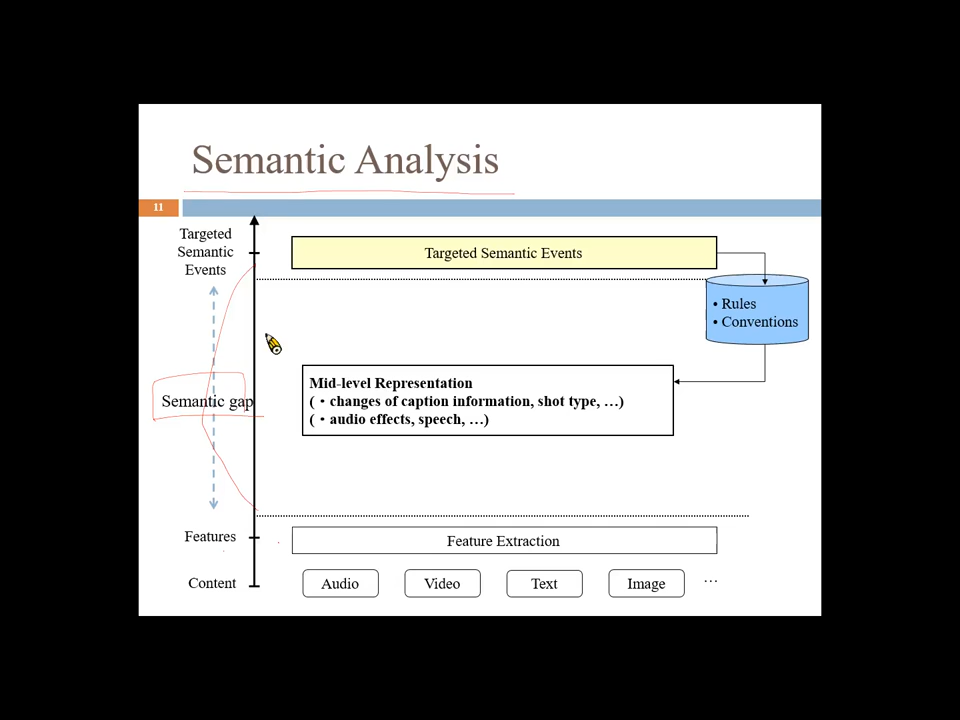 Semantic Analysis
11
Targeted
Semantic
Events
Targeted Semantic Events
• Rules
• Conventions
Mid-level Representation
( • changes of caption information, shot type, …)
( • audio effects, speech, …)
Semantic gap
Features
Feature Extraction
Content
Audio
Video
Text
Image
…